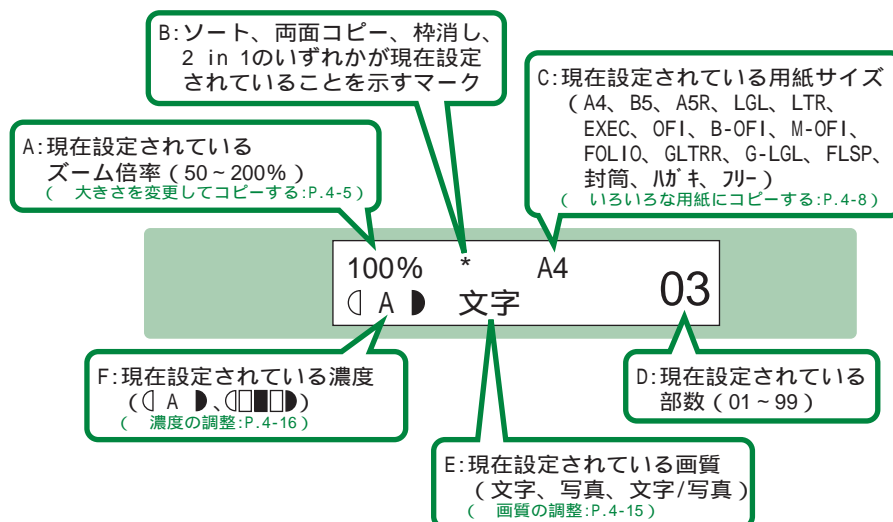 B:ソート、両面コピー、枠消し、
2 in 1のいずれかが現在設定
されていることを示すマーク
C:現在設定されている用紙サイズ
(A4、B5、A5R、LGL、LTR、
EXEC、OFI、B-OFI、M-OFI、
FOLIO、GLTRR、G-LGL、FLSP、
封筒、ﾊｶﾞｷ、ﾌﾘｰ)
( いろいろな用紙にコピーする:P.4-8)
A:現在設定されている
ズーム倍率(50~200%)
( 大きさを変更してコピーする:P.4-5)
100% * A4
A 文字 03
F:現在設定されている濃度
( A 、 )
( 濃度の調整:P.4-16)
D:現在設定されている
部数(01~99)
E:現在設定されている画質
(文字、写真、文字/写真)
( 画質の調整:P.4-15)